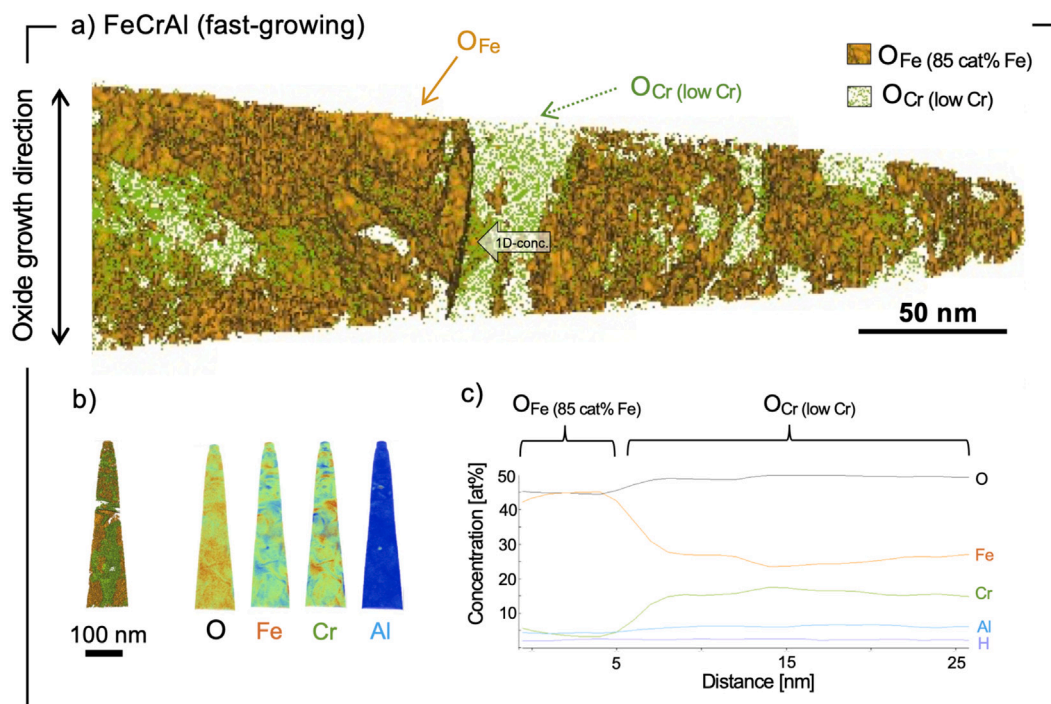 a) FeCrAl (fast-growing)
OFe
OCr (low Cr)
OFe (85 cat% Fe)
OCr (low Cr)
Oxide growth direction
1D-conc.
50 nm
b)
100 nm
O Fe Cr Al
c)
OFe (85 cat% Fe)
OCr (low Cr)
Concentration [at%]
50
40
30
20
10
O
Fe
Cr
Al
H
5 15 25
Distance [nm]